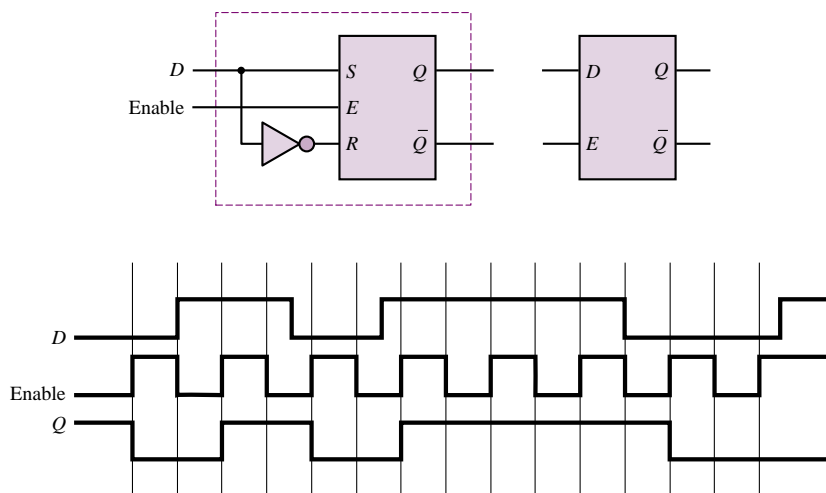 D S Q D Q
Enable E
R Q̄ E Q̄
D
Enable
Q